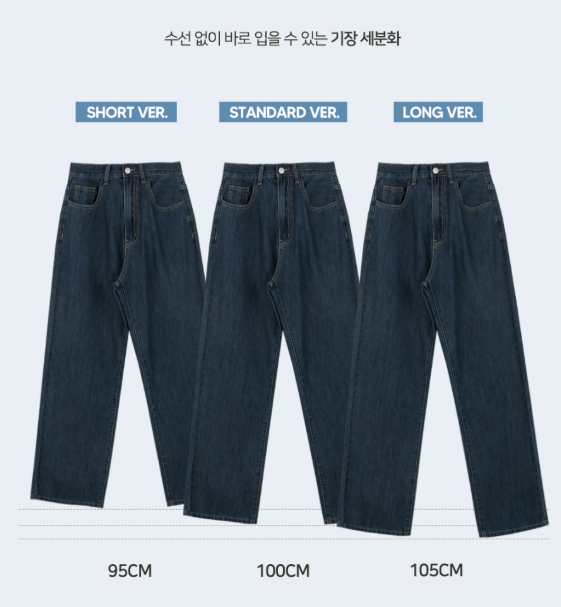 수선 없이 바로 입을 수 있는 기장 세분화
SHORT VER.
STANDARD VER.
LONG VER.
95CM
100CM
105CM